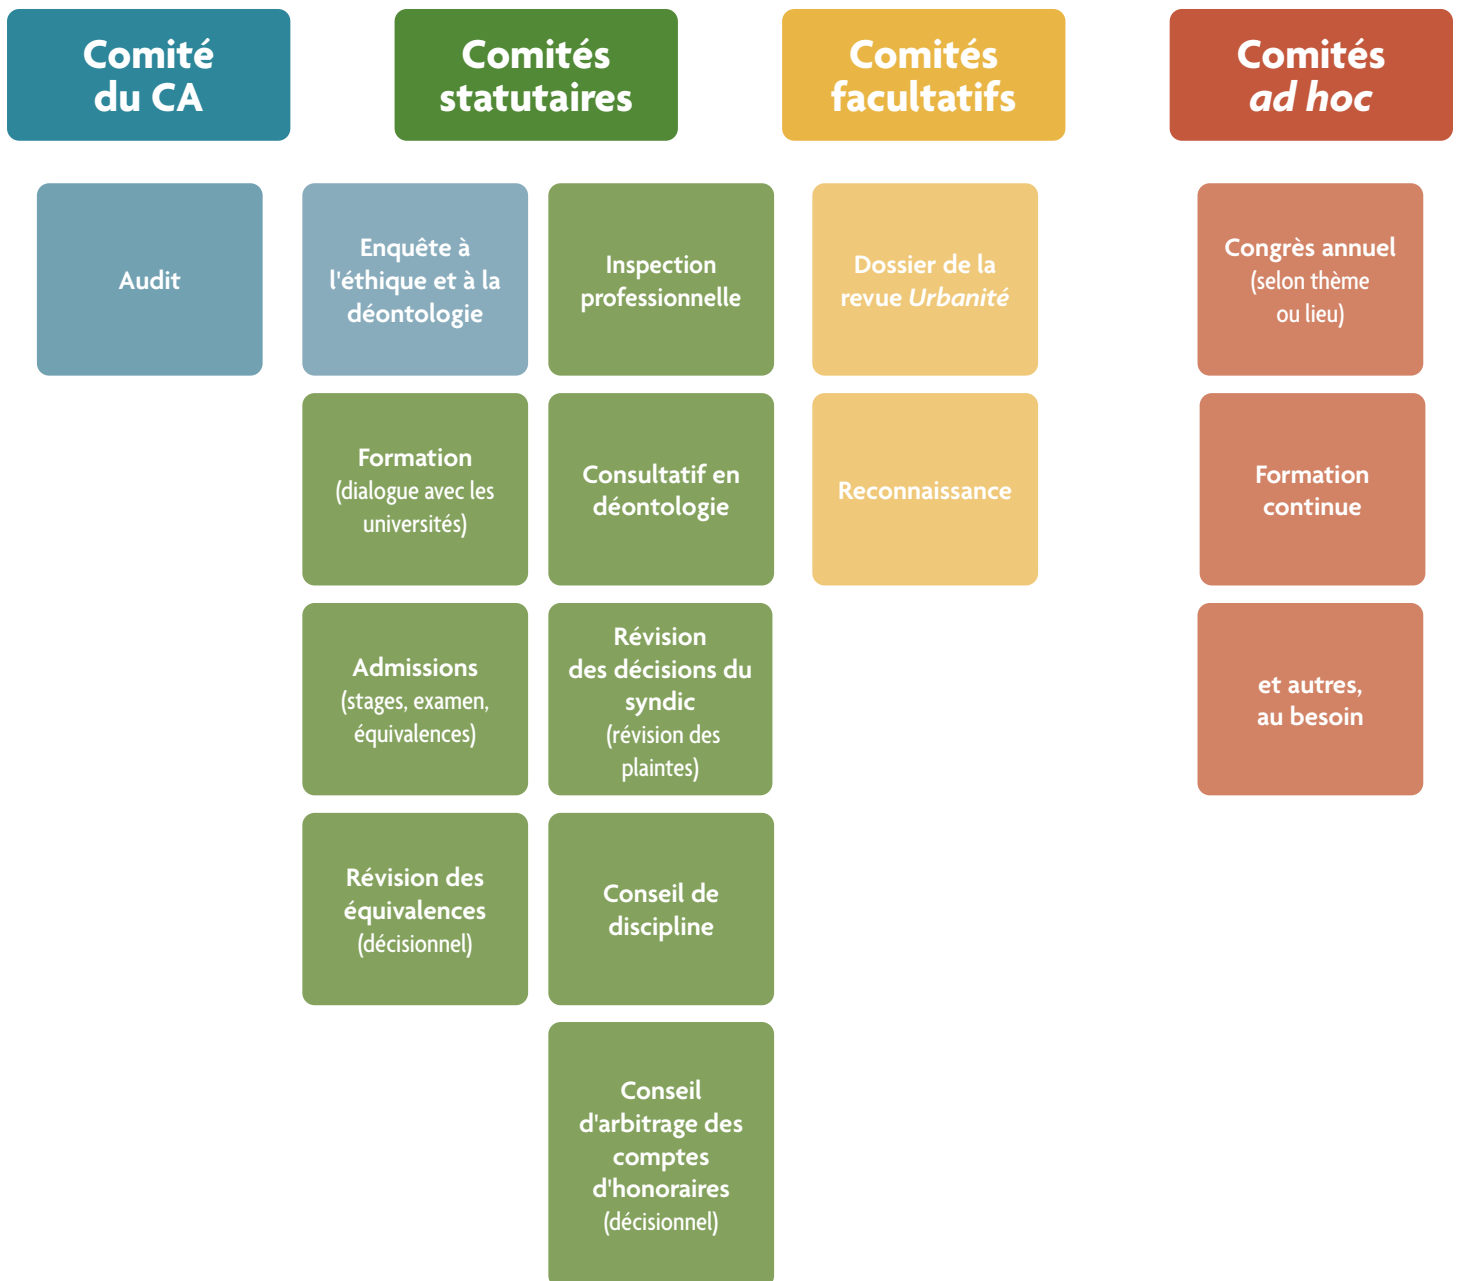 Comité
du CA
Comités
statutaires
Comités
facultatifs
Comités
ad hoc
Audit
Enquête à
l'éthique et à la
déontologie
Inspection
professionnelle
Dossier de la
revue Urbanité
Congrès annuel
(selon thème
ou lieu)
Formation
(dialogue avec les
universités)
Consultatif en
déontologie
Reconnaissance
Formation
continue
Admissions
(stages, examen,
équivalences)
Révision
des décisions du
syndic
(révision des
plaintes)
et autres,
au besoin
Révision des
équivalences
(décisionnel)
Conseil de
discipline
Conseil
d'arbitrage des
comptes
d'honoraires
(décisionnel)